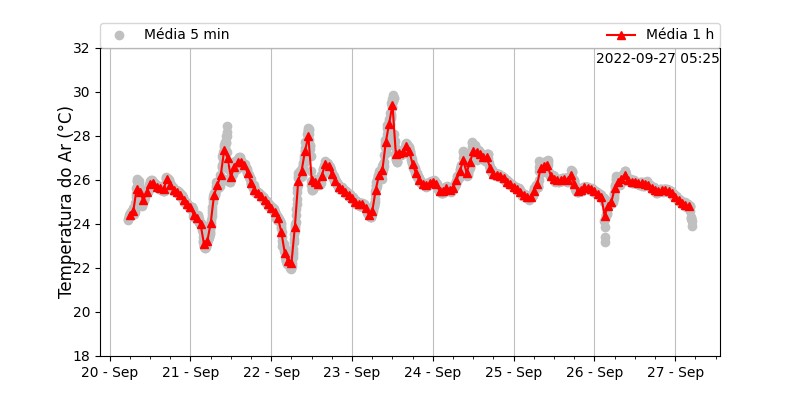 Média 5 min
Média 1 h
2022-09-27 05:25
Temperatura do Ar (°C)
32
30
28
26
24
22
20
18
20 - Sep
21 - Sep
22 - Sep
23 - Sep
24 - Sep
25 - Sep
26 - Sep
27 - Sep